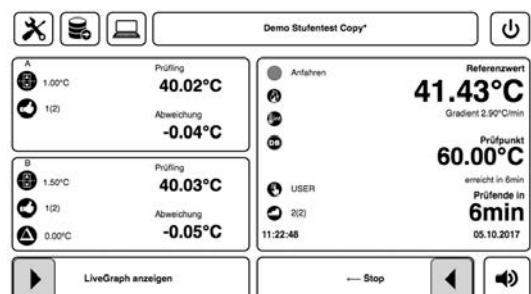 Demo Stufentest Copy*
A
1.00°C
Prüfling
40.02°C
1(2)
Abweichung
-0.04°C
B
1.50°C
Prüfling
40.03°C
1(2)
Abweichung
0.00°C
-0.05°C
Anfahren
Referenzwert
41.43°C
Gradient 2.90°C/min
DB
Prüfpunkt
60.00°C
erreicht in 6min
USER
Prüfende in
2(2)
6min
11:22:48
05.10.2017
LiveGraph anzeigen
← Stop